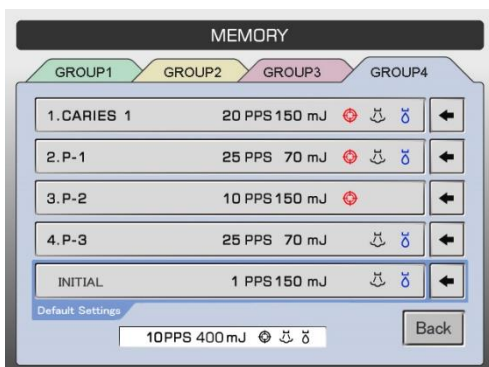 MEMORY
GROUP1 GROUP2 GROUP3 GROUP4
1.CARIES 1 20 PPS 150 mJ
2.P-1 25 PPS 70 mJ
3.P-2 10 PPS 150 mJ
4.P-3 25 PPS 70 mJ
INITIAL 1 PPS 150 mJ
Default Settings
10PPS 400mJ
Back